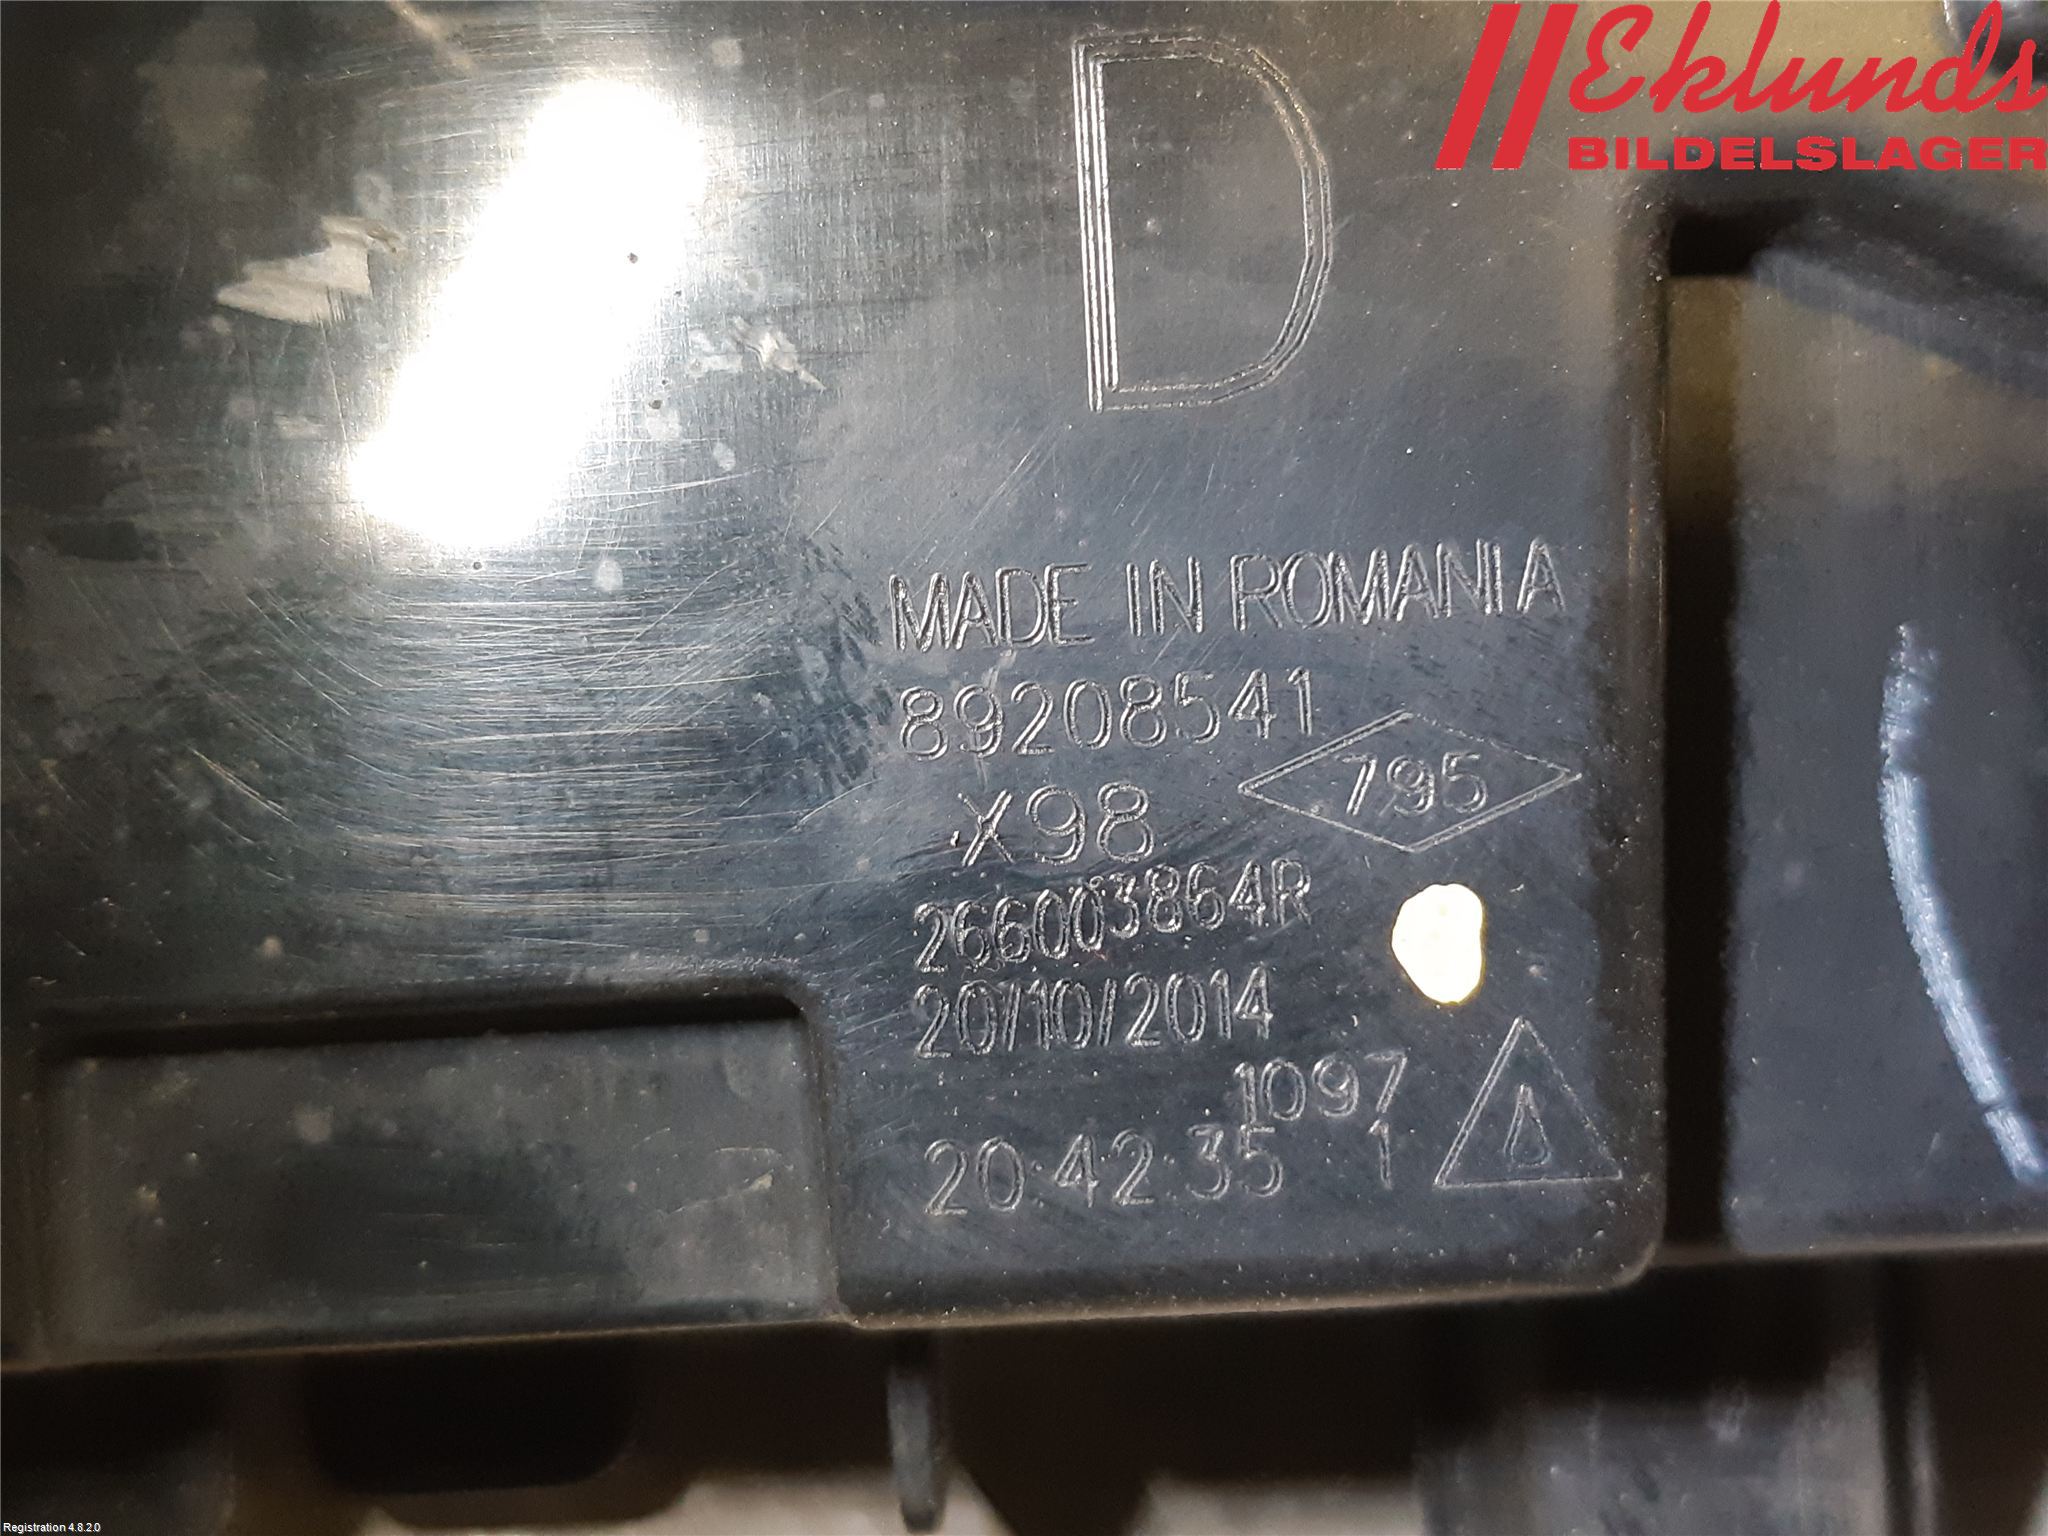 Eklunds
BILDELSLAGER
D
MADE IN ROMANIA
89208541
795
X98
266003864R
20/10/2014
1097
20:42:35 1
Registration 4.8.2.0